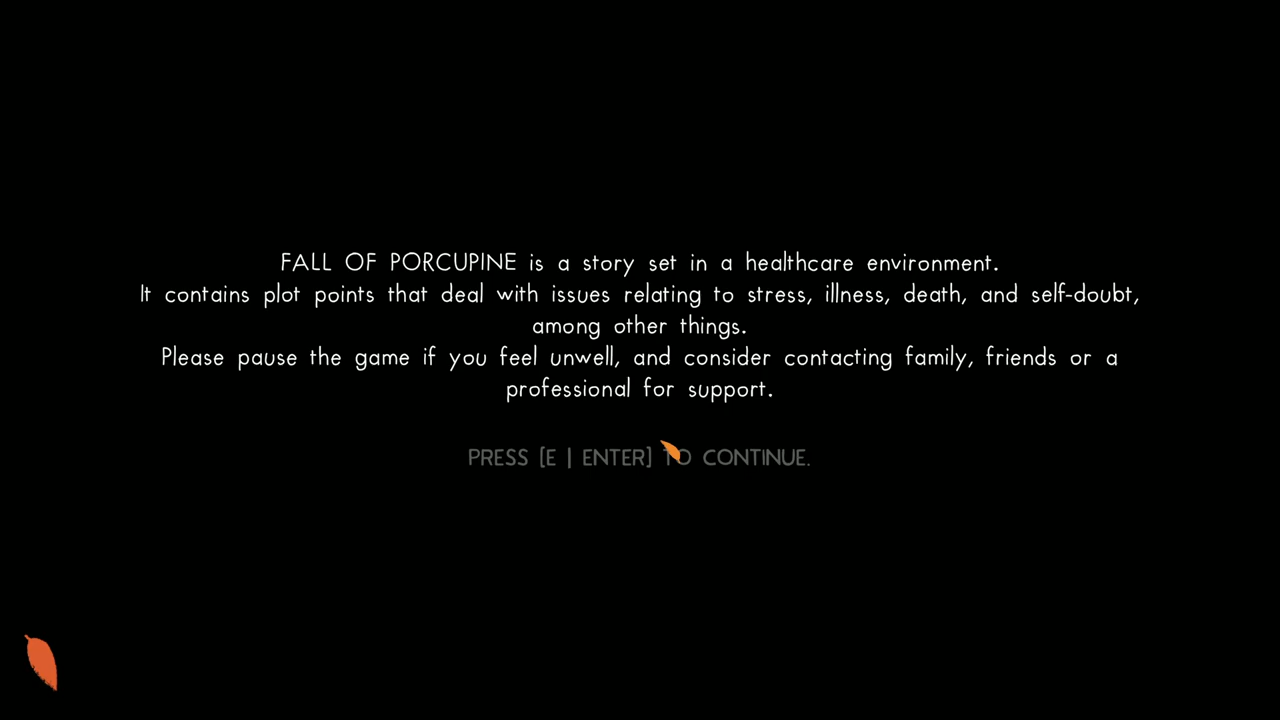 FALL OF PORCUPINE is a story set in a healthcare environment.
It contains plot points that deal with issues relating to stress, illness, death, and self-doubt,
among other things.
Please pause the game if you feel unwell, and consider contacting family, friends or a
professional for support.
PRESS [E | ENTER] TO CONTINUE.